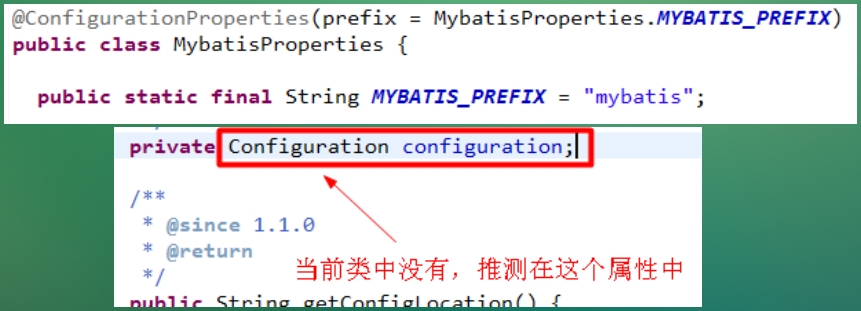 @ConfigurationProperties(prefix = MybatisProperties.MYBATIS_PREFIX)
public class MybatisProperties {
public static final String MYBATIS_PREFIX = "mybatis";
private Configuration configuration;
/**
* @since 1.1.0
* @return
*/
当前类中没有，推测在这个属性中
public String getConfigLocation() {